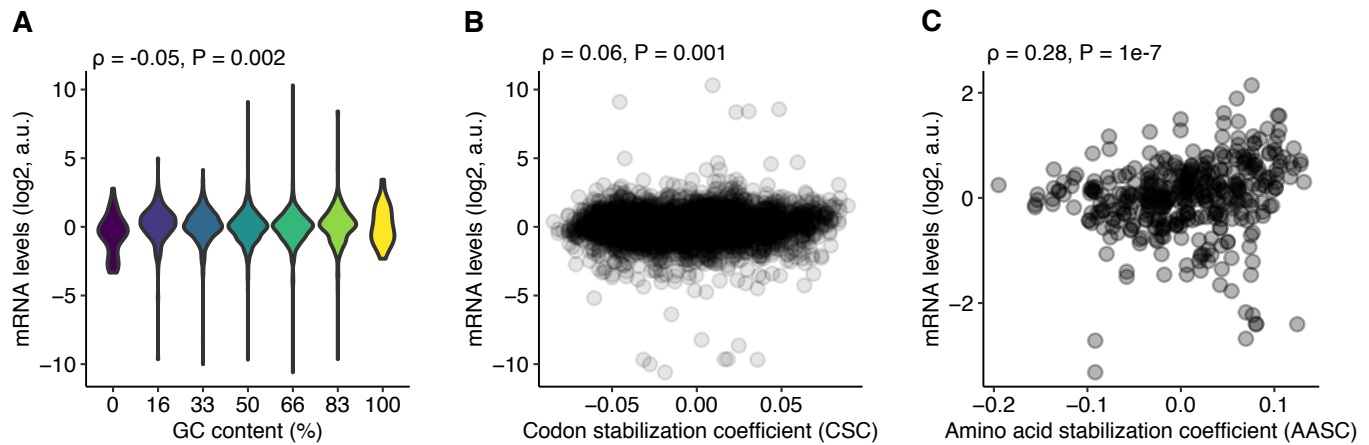 A
ρ = -0.05, P = 0.002
mRNA levels (log2, a.u.)
10
5
0
−5
−10
0 16 33 50 66 83 100
GC content (%)
B
ρ = 0.06, P = 0.001
mRNA levels (log2, a.u.)
10
5
0
−5
−10
−0.05 0.00 0.05
Codon stabilization coefficient (CSC)
C
ρ = 0.28, P = 1e-7
mRNA levels (log2, a.u.)
2
0
−2
−0.2 −0.1 0.0 0.1
Amino acid stabilization coefficient (AASC)